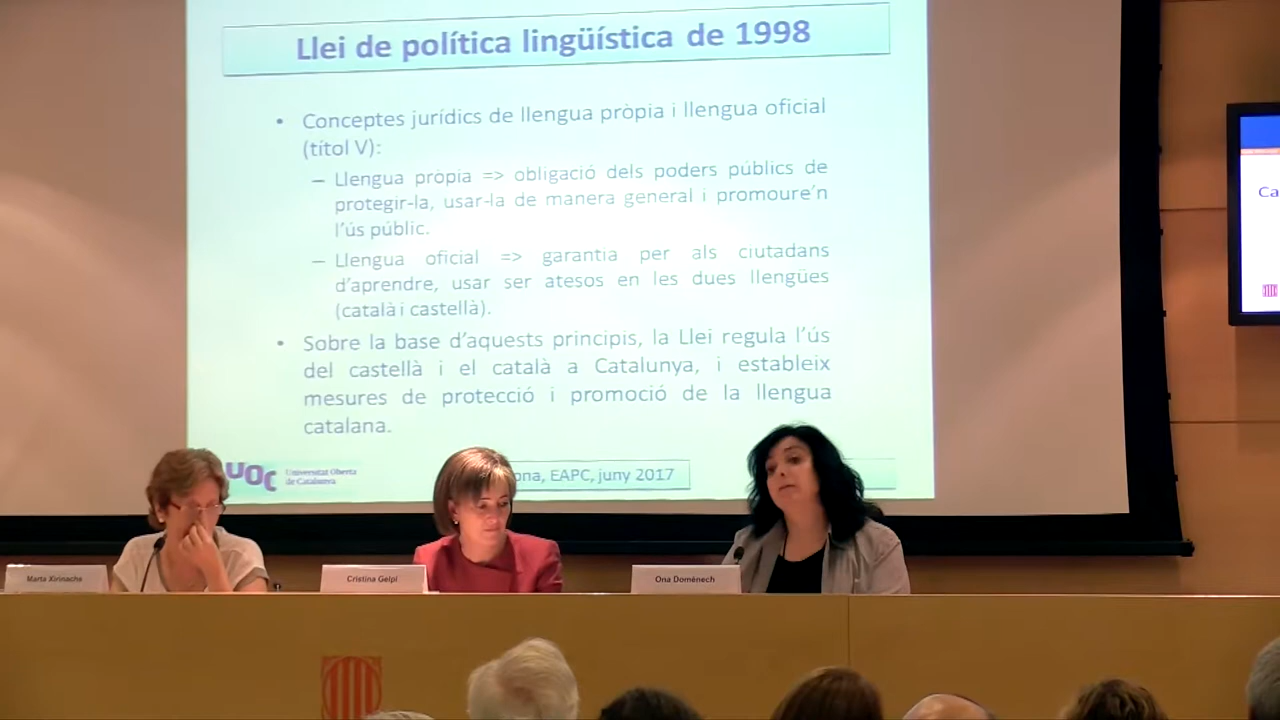 Llei de política lingüística de 1998
• Conceptes jurídics de llengua pròpia i llengua oficial
(títol V):
– Llengua pròpia => obligació dels poders públics de
protegir-la, usar-la de manera general i promoure'n
l'ús públic.
– Llengua oficial => garantia per als ciutadans
d'aprendre, usar ser atesos en les dues llengües
(català i castellà).
• Sobre la base d'aquests principis, la Llei regula l'ús
del castellà i el català a Catalunya, i estableix
mesures de protecció i promoció de la llengua
catalana.
UOC
Universitat Oberta
de Catalunya
ona, EAPC, juny 2017
Ca
Marta Xirinachs
Cristina Gelpí
Ona Domènech